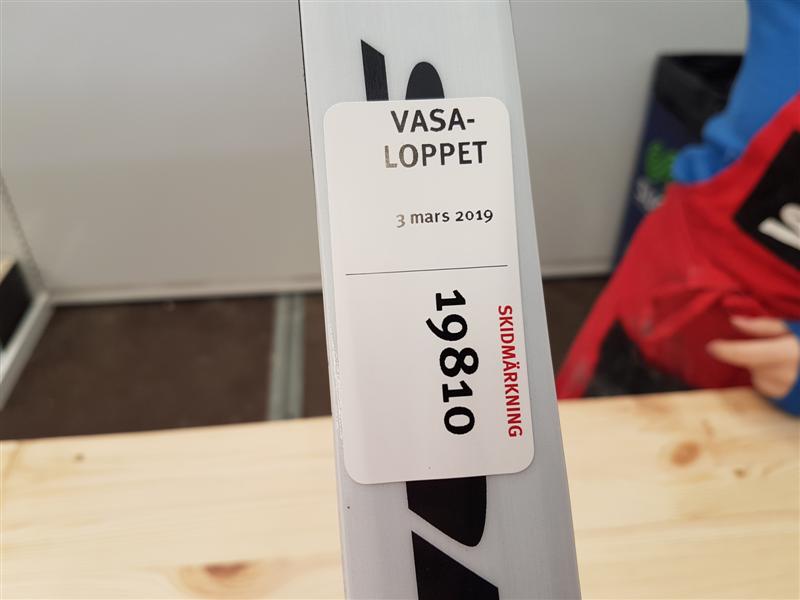 VASA-
LOPPET
3 mars 2019
19810
SKIDMÄRKNING